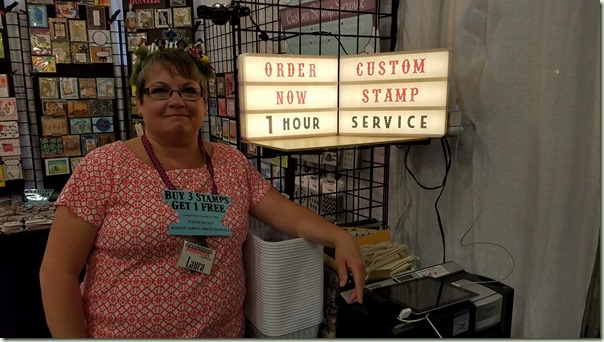 ORDER
NOW
1 HOUR
CUSTOM
STAMP
SERVICE
BUY 3 STAMPS
GET 1 FREE
Laura